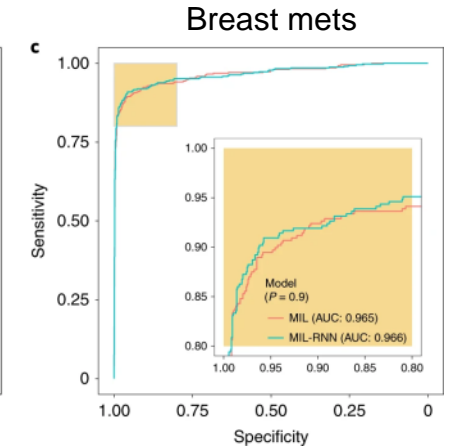 Breast mets
c
1.00
0.75
0.50
0.25
0
Sensitivity
1.00
0.95
0.90
0.85
0.80
Model
(P = 0.9)
MIL (AUC: 0.965)
MIL-RNN (AUC: 0.966)
1.00 0.95 0.90 0.85 0.80
1.00 0.75 0.50 0.25 0
Specificity